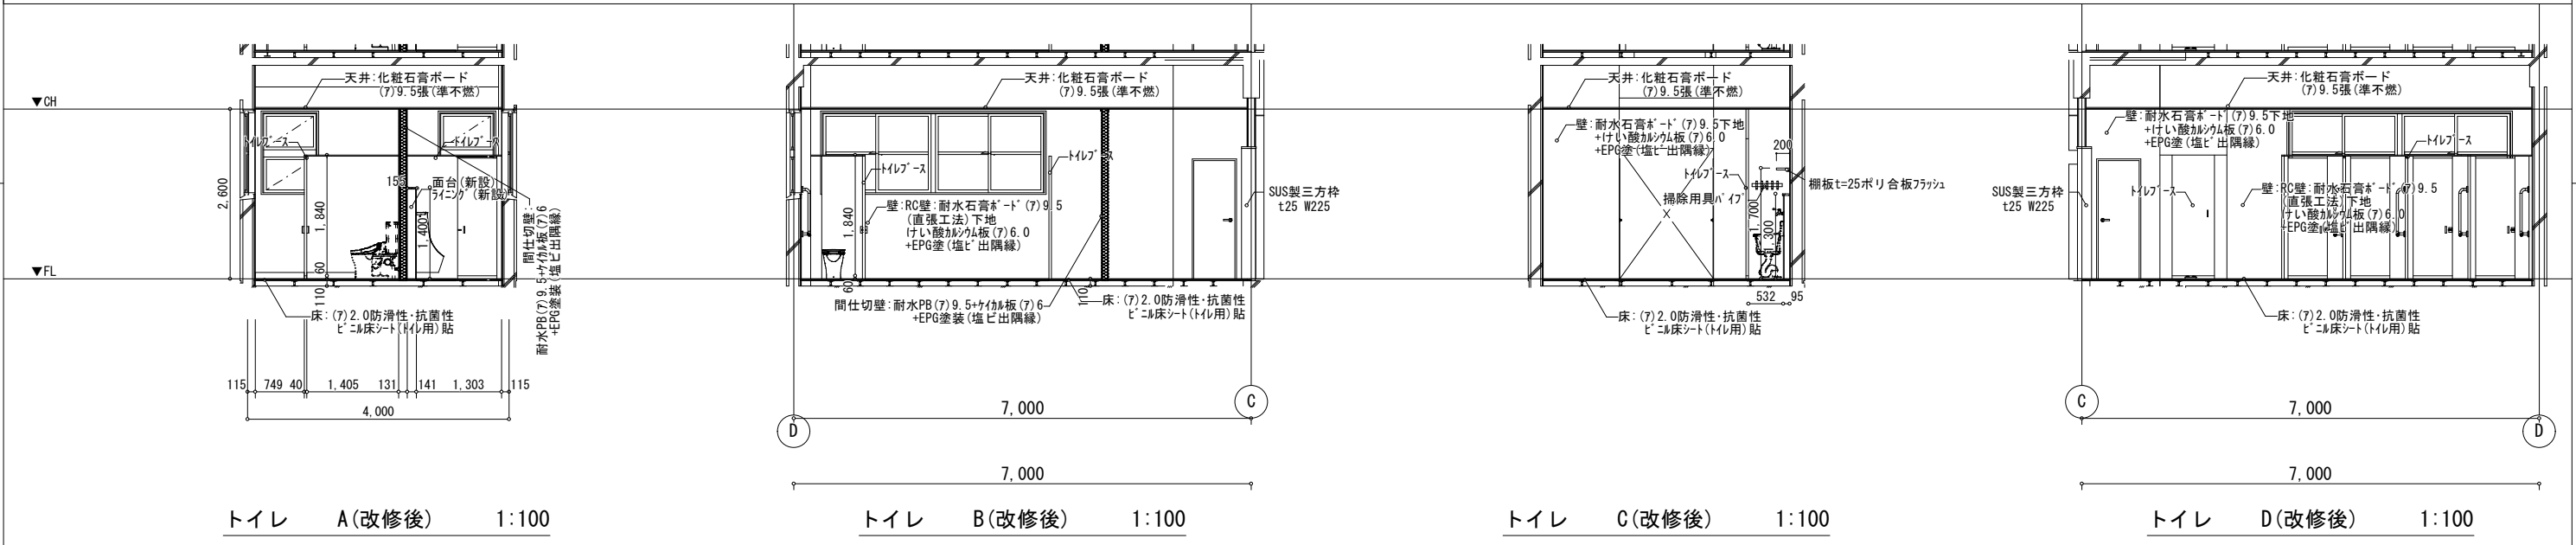 ▼CH
▼FL
天井:化粧石膏ボード
(ｱ)9.5張(準不燃)
ﾄｲﾚﾌﾞｰｽ
ﾄｲﾚﾌﾞｰｽ
2,600
1,840
60
110
155
面台(新設)
ﾗｲﾆﾝｸﾞ(新設)
1,400
間仕切壁:
耐水PB(ｱ)9.5+ｹｲｶﾙ板(ｱ)6
+EPG塗装(塩ビ出隅縁)
床:(ｱ)2.0防滑性･抗菌性
ﾋﾞﾆﾙ床ｼｰﾄ(ﾄｲﾚ用)貼
115
749
40
1,405
131
141
1,303
115
4,000
トイレ A(改修後) 1:100
天井:化粧石膏ボード
(ｱ)9.5張(準不燃)
ﾄｲﾚﾌﾞｰｽ
ﾄｲﾚﾌﾞｰｽ
1,840
60
壁:RC壁:耐水石膏ﾎﾞｰﾄﾞ(ｱ)9.5
(直張工法)下地
けい酸ｶﾙｼｳﾑ板(ｱ)6.0
+EPG塗(塩ﾋﾞ出隅縁)
SUS製三方枠
t25 W225
間仕切壁:耐水PB(ｱ)9.5+ｹｲｶﾙ板(ｱ)6
+EPG塗装(塩ビ出隅縁)
110
床:(ｱ)2.0防滑性･抗菌性
ﾋﾞﾆﾙ床ｼｰﾄ(ﾄｲﾚ用)貼
7,000
D
C
7,000
トイレ B(改修後) 1:100
天井:化粧石膏ボード
(ｱ)9.5張(準不燃)
壁:耐水石膏ﾎﾞｰﾄﾞ(ｱ)9.5下地
+けい酸ｶﾙｼｳﾑ板(ｱ)6.0
+EPG塗(塩ﾋﾞ出隅縁)
200
ﾄｲﾚﾌﾞｰｽ
棚板t=25ポリ合板ﾌﾗｯｼｭ
掃除用具ﾊﾟｲﾌﾟ
1,700
1,300
532
95
床:(ｱ)2.0防滑性･抗菌性
ﾋﾞﾆﾙ床ｼｰﾄ(ﾄｲﾚ用)貼
トイレ C(改修後) 1:100
天井:化粧石膏ボード
(ｱ)9.5張(準不燃)
壁:耐水石膏ﾎﾞｰﾄﾞ(ｱ)9.5下地
+けい酸ｶﾙｼｳﾑ板(ｱ)6.0
+EPG塗(塩ﾋﾞ出隅縁)
ﾄｲﾚﾌﾞｰｽ
SUS製三方枠
t25 W225
ﾄｲﾚﾌﾞｰｽ
壁:RC壁:耐水石膏ﾎﾞｰﾄﾞ(ｱ)9.5
(直張工法)下地
けい酸ｶﾙｼｳﾑ板(ｱ)6.0
+EPG塗(塩ﾋﾞ出隅縁)
床:(ｱ)2.0防滑性･抗菌性
ﾋﾞﾆﾙ床ｼｰﾄ(ﾄｲﾚ用)貼
C
7,000
D
7,000
トイレ D(改修後) 1:100